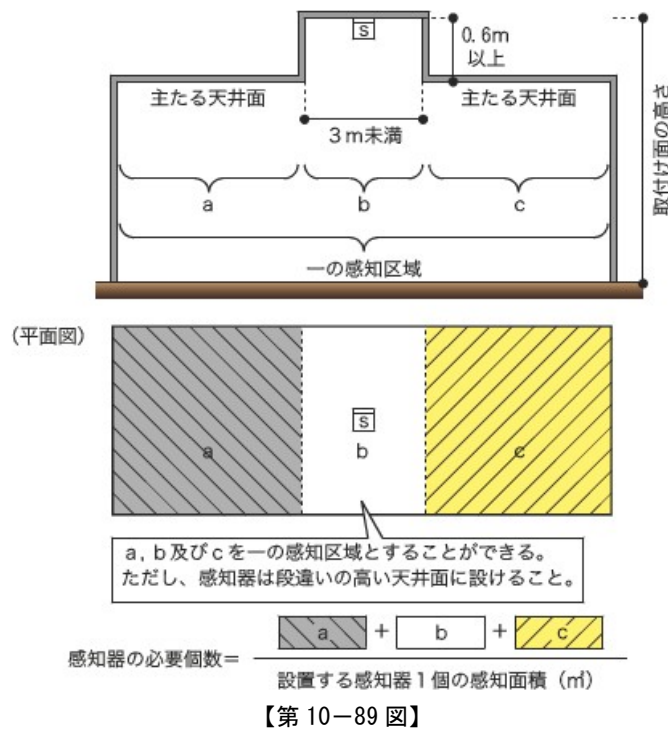 S
0.6m
以上
主たる天井面
主たる天井面
3m未満
取付け面の高さ
a
b
c
一の感知区域
(平面図)
S
a
b
c
a, b及びcを一の感知区域とすることができる。
ただし、感知器は段違いの高い天井面に設けること。
感知器の必要個数= a + b + c
設置する感知器1個の感知面積(㎡)
【第10-89図】